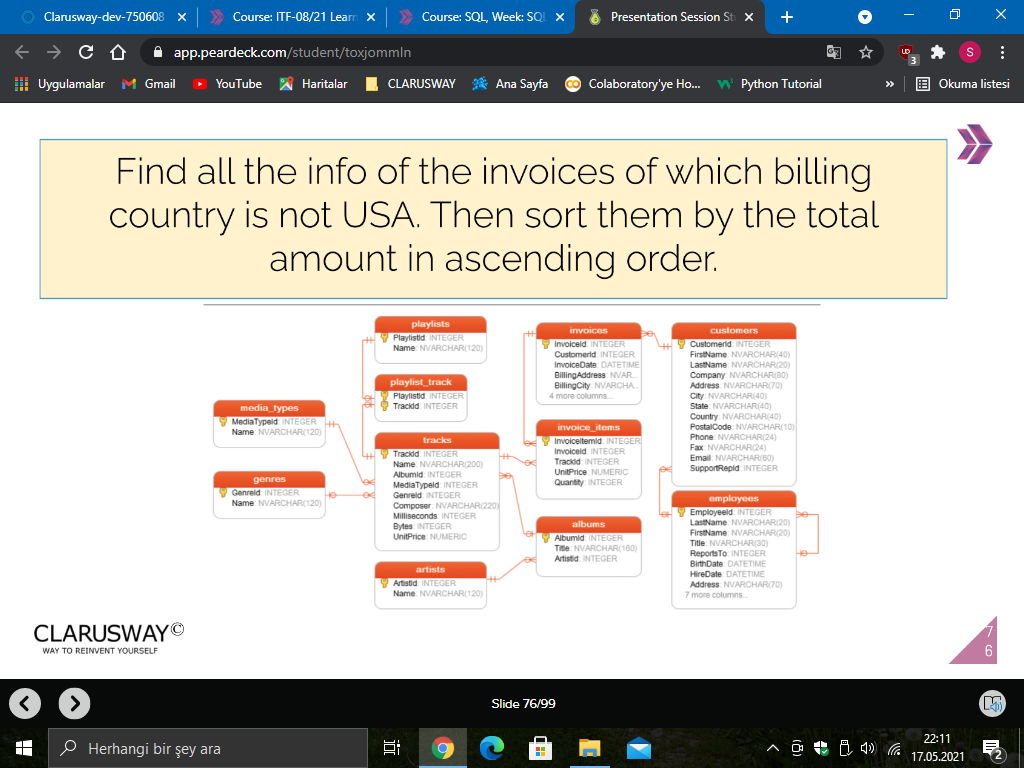 Clarusway-dev-750608
Course: ITF-08/21 Learn
Course: SQL, Week: SQL
Presentation Session St
app.peardeck.com/student/toxjommln
UD
3
S
Uygulamalar
Gmail
YouTube
Haritalar
CLARUSWAY
Ana Sayfa
Colaboratory'ye Ho...
Python Tutorial
»
Okuma listesi
Find all the info of the invoices of which billing
country is not USA. Then sort them by the total
amount in ascending order.
playlists
PlaylistId: INTEGER
Name: NVARCHAR(120)
playlist_track
PlaylistId: INTEGER
TrackId: INTEGER
media_types
MediaTypeId: INTEGER
Name: NVARCHAR(120)
genres
GenreId: INTEGER
Name: NVARCHAR(120)
tracks
TrackId: INTEGER
Name: NVARCHAR(200)
AlbumId: INTEGER
MediaTypeId: INTEGER
GenreId: INTEGER
Composer: NVARCHAR(220)
Milliseconds: INTEGER
Bytes: INTEGER
UnitPrice: NUMERIC
artists
ArtistId: INTEGER
Name: NVARCHAR(120)
invoices
InvoiceId: INTEGER
CustomerId: INTEGER
InvoiceDate: DATETIME
BillingAddress: NVAR...
BillingCity: NVARCHA...
4 more columns...
invoice_items
InvoiceItemId: INTEGER
InvoiceId: INTEGER
TrackId: INTEGER
UnitPrice: NUMERIC
Quantity: INTEGER
albums
AlbumId: INTEGER
Title: NVARCHAR(160)
ArtistId: INTEGER
customers
CustomerId: INTEGER
FirstName: NVARCHAR(40)
LastName: NVARCHAR(20)
Company: NVARCHAR(80)
Address: NVARCHAR(70)
City: NVARCHAR(40)
State: NVARCHAR(40)
Country: NVARCHAR(40)
PostalCode: NVARCHAR(10)
Phone: NVARCHAR(24)
Fax: NVARCHAR(24)
Email: NVARCHAR(60)
SupportRepId: INTEGER
employees
EmployeeId: INTEGER
LastName: NVARCHAR(20)
FirstName: NVARCHAR(20)
Title: NVARCHAR(30)
ReportsTo: INTEGER
BirthDate: DATETIME
HireDate: DATETIME
Address: NVARCHAR(70)
7 more columns...
CLARUSWAY©
WAY TO REINVENT YOURSELF
7
6
Slide 76/99
Herhangi bir şey ara
22:11
17.05.2021
2